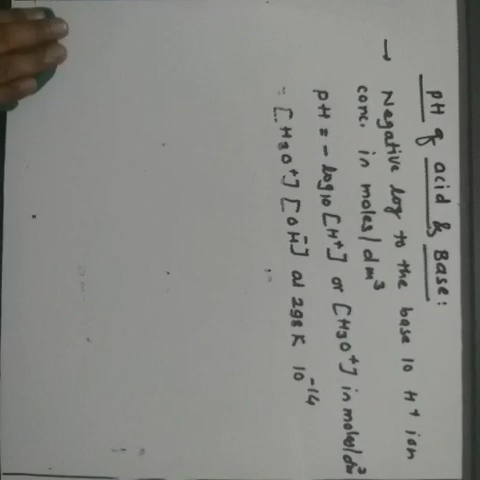 pH of acid & Base:
→ Negative log to the base 10 H+ ion
conc. in moles/dm³
pH = - log10 [H+] or [H3O+] in moles/dm³
= [H3O+] [OH-] at 298 K 10-14